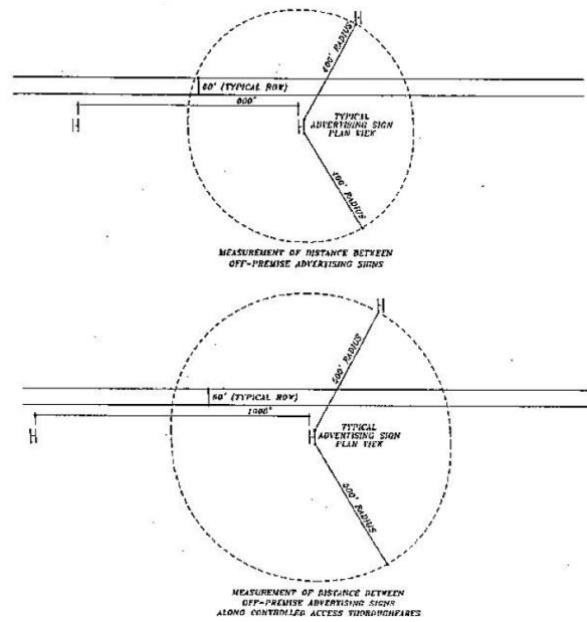 400' RADIUS
60' (TYPICAL ROW)
800'
TYPICAL
ADVERTISING SIGN
PLAN VIEW
400' RADIUS
MEASUREMENT OF DISTANCE BETWEEN
OFF-PREMISE ADVERTISING SIGNS
500' RADIUS
60' (TYPICAL ROW)
1000'
TYPICAL
ADVERTISING SIGN
PLAN VIEW
500' RADIUS
MEASUREMENT OF DISTANCE BETWEEN
OFF-PREMISE ADVERTISING SIGNS
ALONG CONTROLLED ACCESS THOROUGHFARES